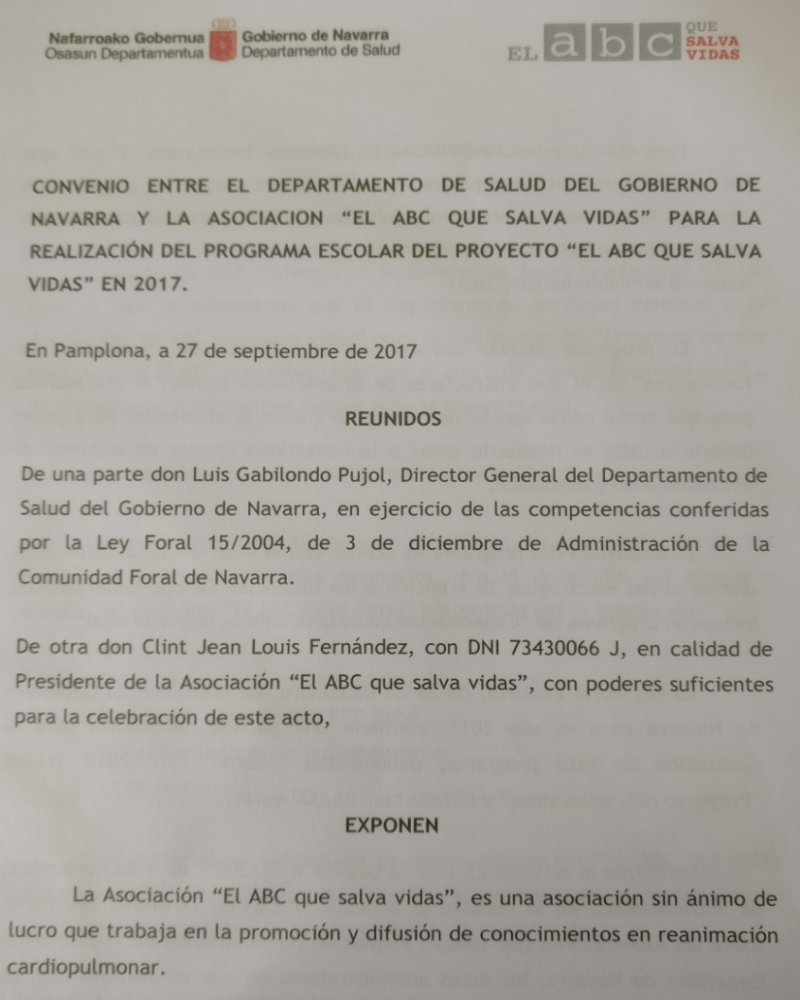 Nafarroako Gobernua
Osasun Departamentua
Gobierno de Navarra
Departamento de Salud
EL abc QUE SALVA VIDAS
CONVENIO ENTRE EL DEPARTAMENTO DE SALUD DEL GOBIERNO DE
NAVARRA Y LA ASOCIACION “EL ABC QUE SALVA VIDAS” PARA LA
REALIZACIÓN DEL PROGRAMA ESCOLAR DEL PROYECTO “EL ABC QUE SALVA
VIDAS” EN 2017.
En Pamplona, a 27 de septiembre de 2017
REUNIDOS
De una parte don Luis Gabilondo Pujol, Director General del Departamento de
Salud del Gobierno de Navarra, en ejercicio de las competencias conferidas
por la Ley Foral 15/2004, de 3 de diciembre de Administración de la
Comunidad Foral de Navarra.
De otra don Clint Jean Louis Fernández, con DNI 73430066 J, en calidad de
Presidente de la Asociación “El ABC que salva vidas”, con poderes suficientes
para la celebración de este acto,
EXPONEN
La Asociación “El ABC que salva vidas”, es una asociación sin ánimo de
lucro que trabaja en la promoción y difusión de conocimientos en reanimación
cardiopulmonar.